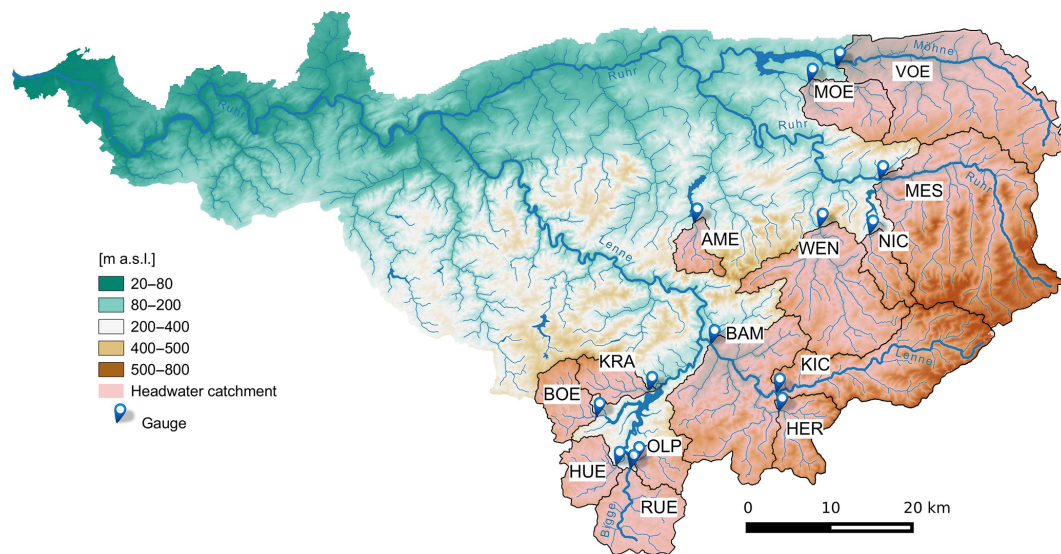 Möhne
VOE
MOE
Ruhr
Ruhr
Ruhr
MES
Ruhr
AME
WEN
NIC
Lenne
[m a.s.l.]
20–80
80–200
200–400
400–500
500–800
Headwater catchment
Gauge
BAM
KRA
KIC
Lenne
BOE
HER
OLP
HUE
RUE
Bigge
0 10 20 km